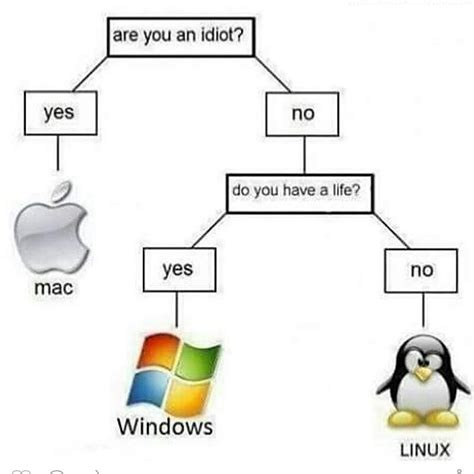 are you an idiot?
yes
no
do you have a life?
mac
yes
no
Windows
LINUX